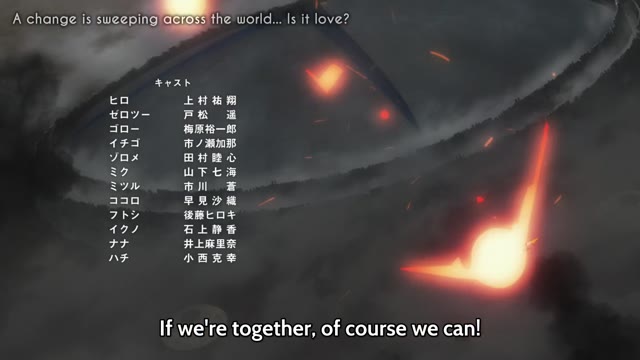 A change is sweeping across the world... Is it love?
キャスト
ヒロ 上村祐翔
ゼロツー 戸松 遥
ゴロー 梅原裕一郎
イチゴ 市ノ瀬加那
ゾロメ 田村睦心
ミク 山下七海
ミツル 市川 蒼
ココロ 早見沙織
フトシ 後藤ヒロキ
イクノ 石上静香
ナナ 井上麻里奈
ハチ 小西克幸
If we're together, of course we can!